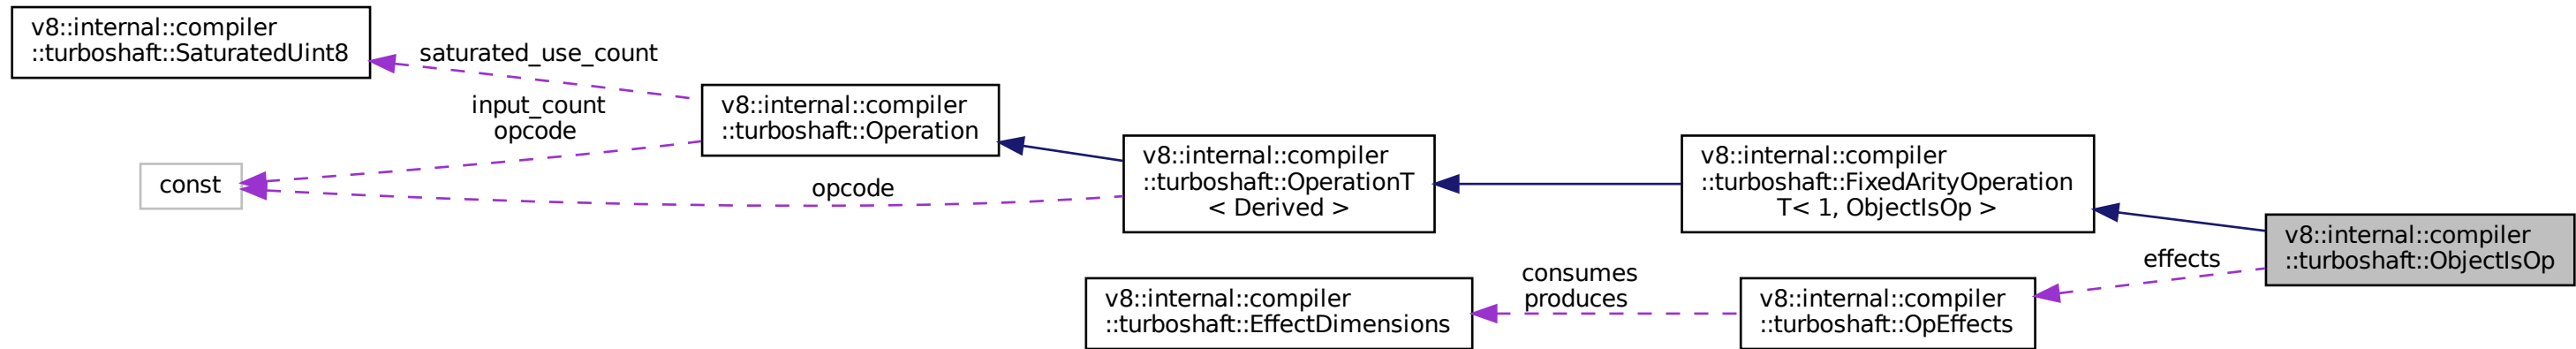 v8::internal::compiler
::turboshaft::SaturatedUint8
saturated_use_count
input_count
opcode
v8::internal::compiler
::turboshaft::Operation
const
opcode
v8::internal::compiler
::turboshaft::OperationT
< Derived >
v8::internal::compiler
::turboshaft::FixedArityOperation
T< 1, ObjectIsOp >
v8::internal::compiler
::turboshaft::ObjectIsOp
effects
consumes
produces
v8::internal::compiler
::turboshaft::EffectDimensions
v8::internal::compiler
::turboshaft::OpEffects